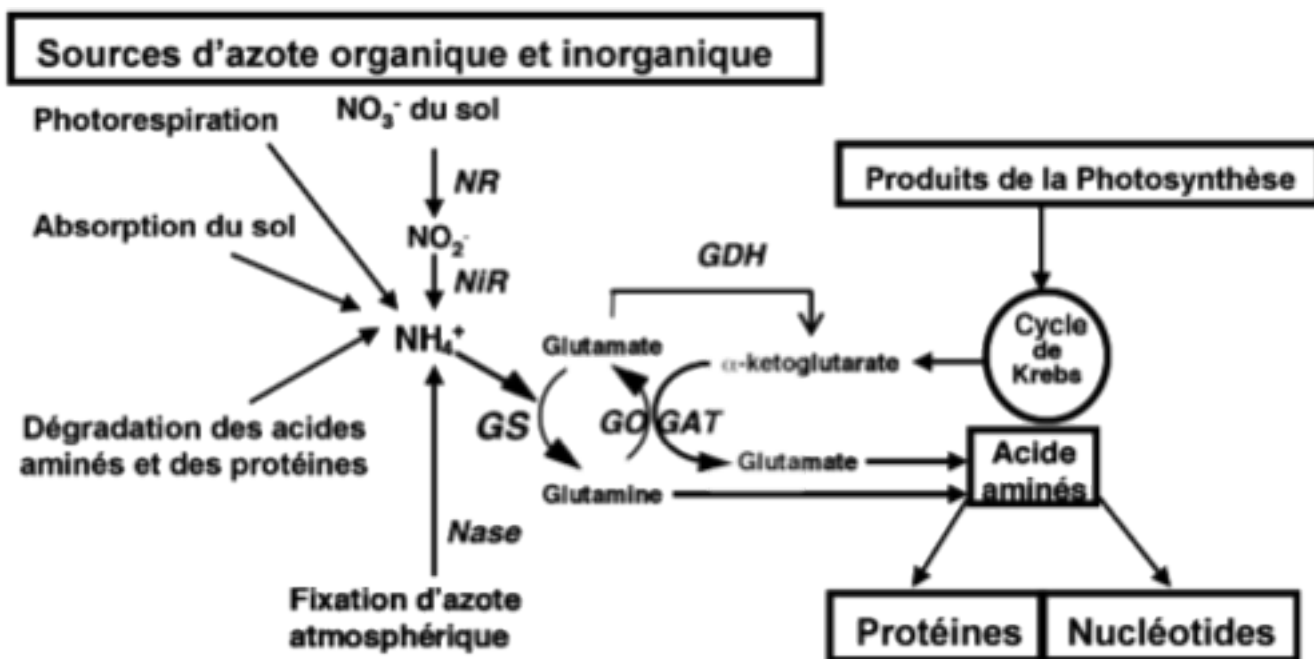 Sources d'azote organique et inorganique
Photorespiration
NO₃⁻ du sol
NR
Produits de la Photosynthèse
Absorption du sol
NO₂⁻
NiR
GDH
NH₄⁺
Glutamate
α-ketoglutarate
Cycle
de
Krebs
GS
GOGAT
Dégradation des acides
aminés et des protéines
Glutamate
Acide
aminés
Glutamine
Nase
Fixation d'azote
atmosphérique
Protéines
Nucléotides